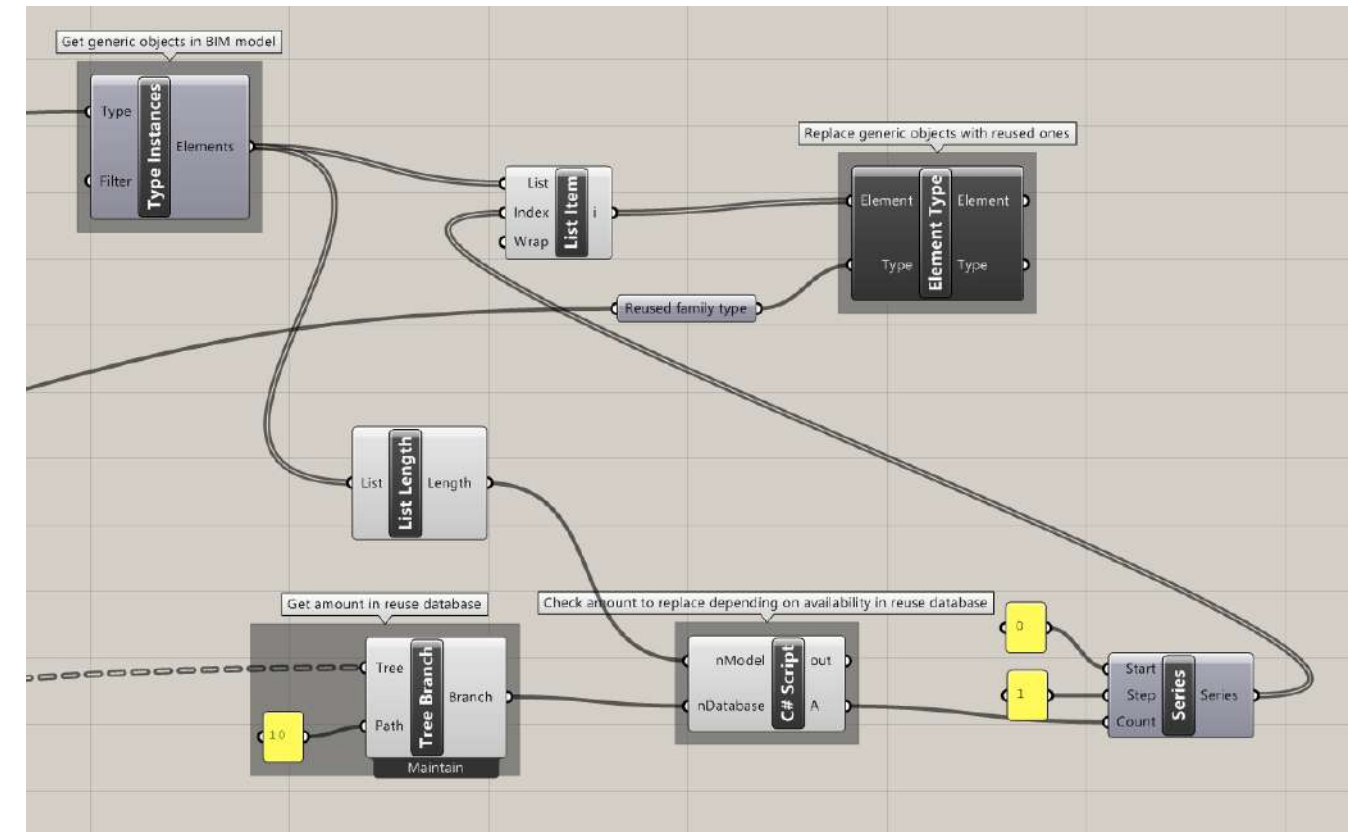 Get generic objects in BIM model
Type
Filter
Type Instances
Elements
List
Index
Wrap
List Item
i
Replace generic objects with reused ones
Element
Type
Element Type
Element
Type
Reused family type
List
List Length
Length
Get amount in reuse database
Tree
Path
Tree Branch
Branch
Maintain
10
Check amount to replace depending on availability in reuse database
nModel
nDatabase
C# Script
out
A
0
1
Start
Step
Count
Series
Series